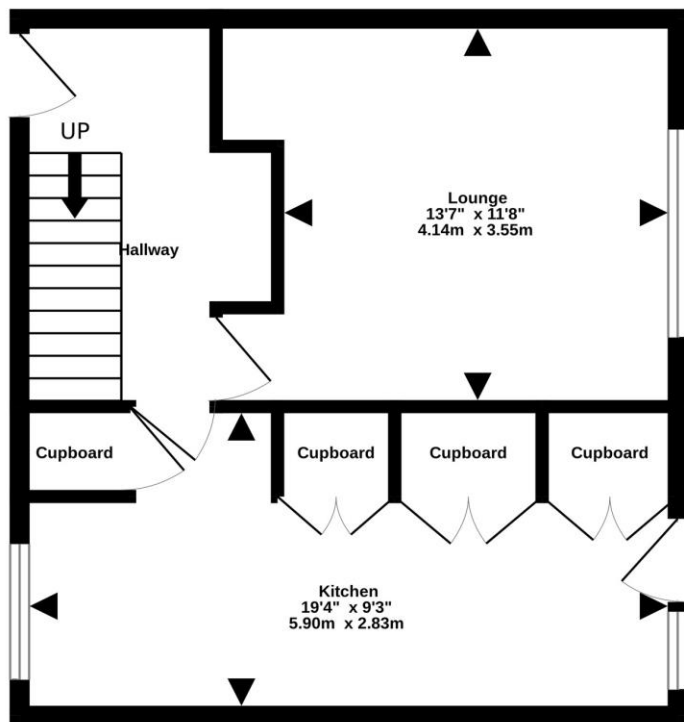 UP
Lounge
13'7" x 11'8"
4.14m x 3.55m
Hallway
Cupboard
Cupboard
Cupboard
Cupboard
Kitchen
19'4" x 9'3"
5.90m x 2.83m